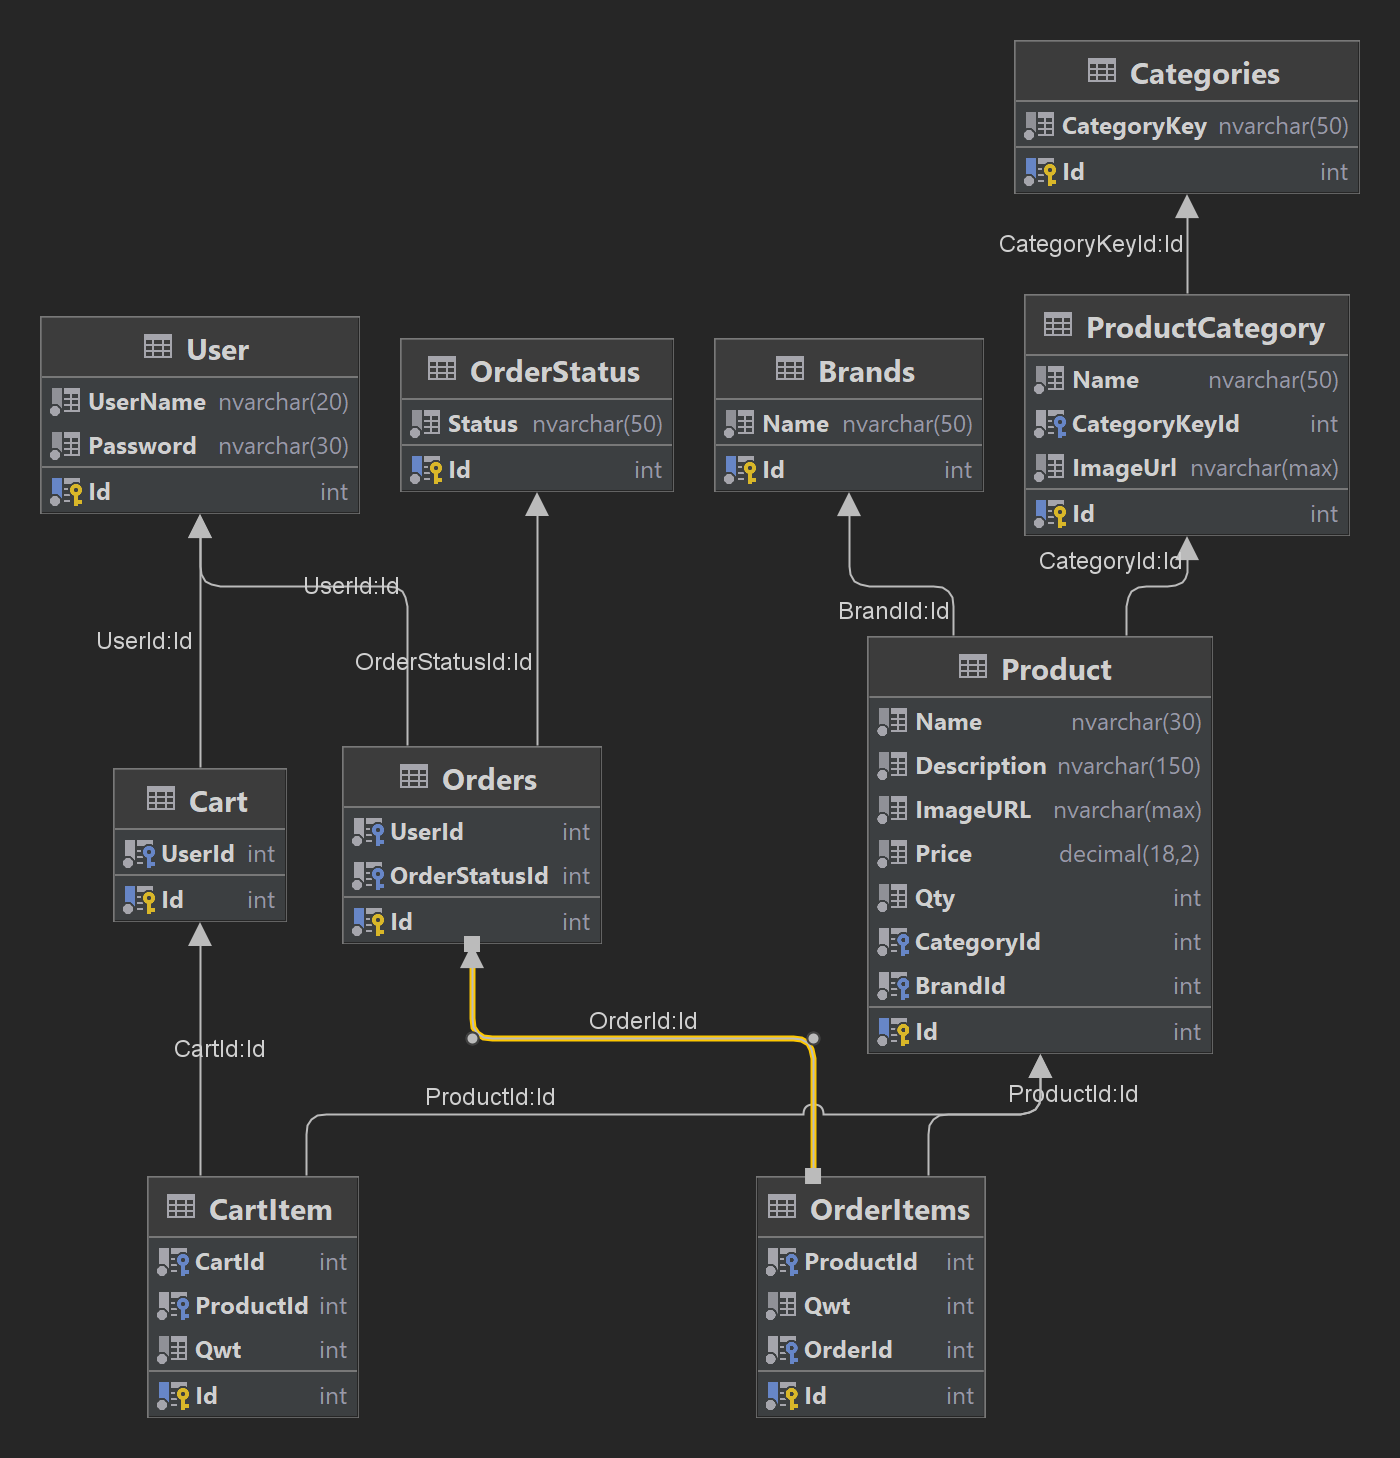 Categories
CategoryKey nvarchar(50)
Id int
CategoryKeyId:Id
ProductCategory
Name nvarchar(50)
CategoryKeyId int
ImageUrl nvarchar(max)
Id int
User
UserName nvarchar(20)
Password nvarchar(30)
Id int
OrderStatus
Status nvarchar(50)
Id int
Brands
Name nvarchar(50)
Id int
CategoryId:Id
UserId:Id
BrandId:Id
UserId:Id
OrderStatusId:Id
Product
Name nvarchar(30)
Description nvarchar(150)
ImageURL nvarchar(max)
Price decimal(18,2)
Qty int
CategoryId int
BrandId int
Id int
Cart
UserId int
Id int
Orders
UserId int
OrderStatusId int
Id int
OrderId:Id
CartId:Id
ProductId:Id
ProductId:Id
CartItem
CartId int
ProductId int
Qwt int
Id int
OrderItems
ProductId int
Qwt int
OrderId int
Id int